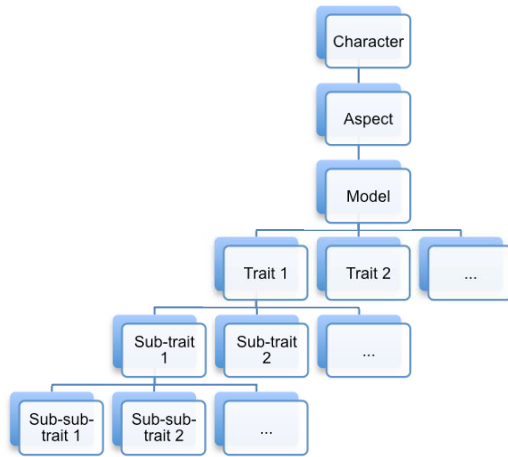 Character
Aspect
Model
Trait 1
Trait 2
...
Sub-trait
1
Sub-trait
2
...
Sub-sub-
trait 1
Sub-sub-
trait 2
...